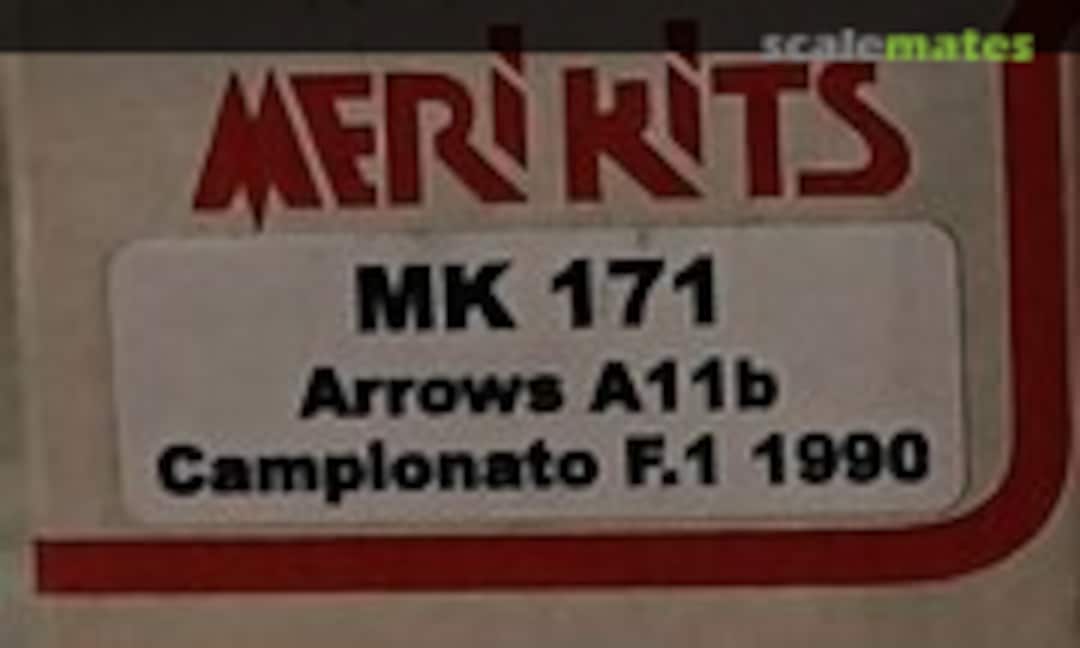 scalemates
MERI KITS
MK 171
Arrows A11b
Campionato F.1 1990